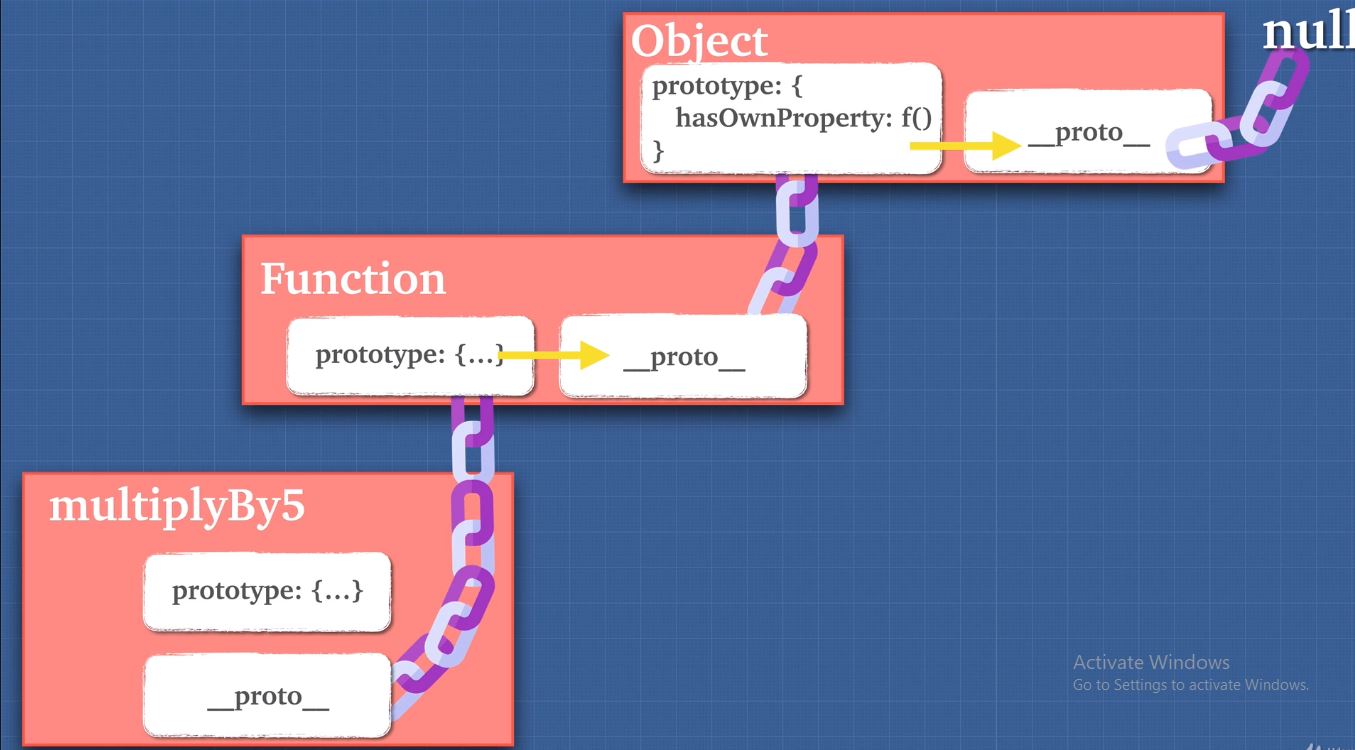 Object
null
prototype: {
hasOwnProperty: f()
}
__proto__
Function
prototype: {...}
__proto__
multiplyBy5
prototype: {...}
__proto__
Activate Windows
Go to Settings to activate Windows.